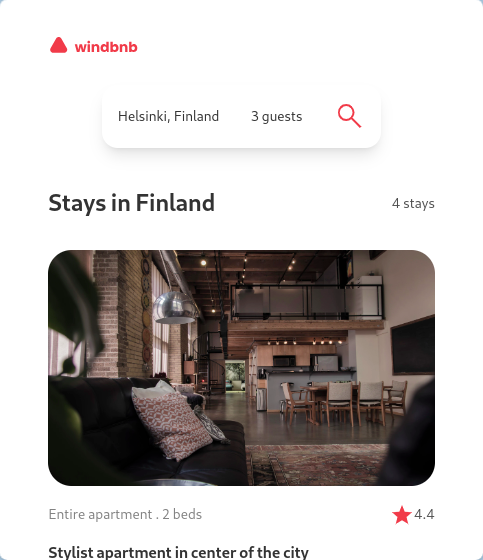 windbnb
Helsinki, Finland 3 guests
Stays in Finland 4 stays
Entire apartment . 2 beds 4.4
Stylist apartment in center of the city